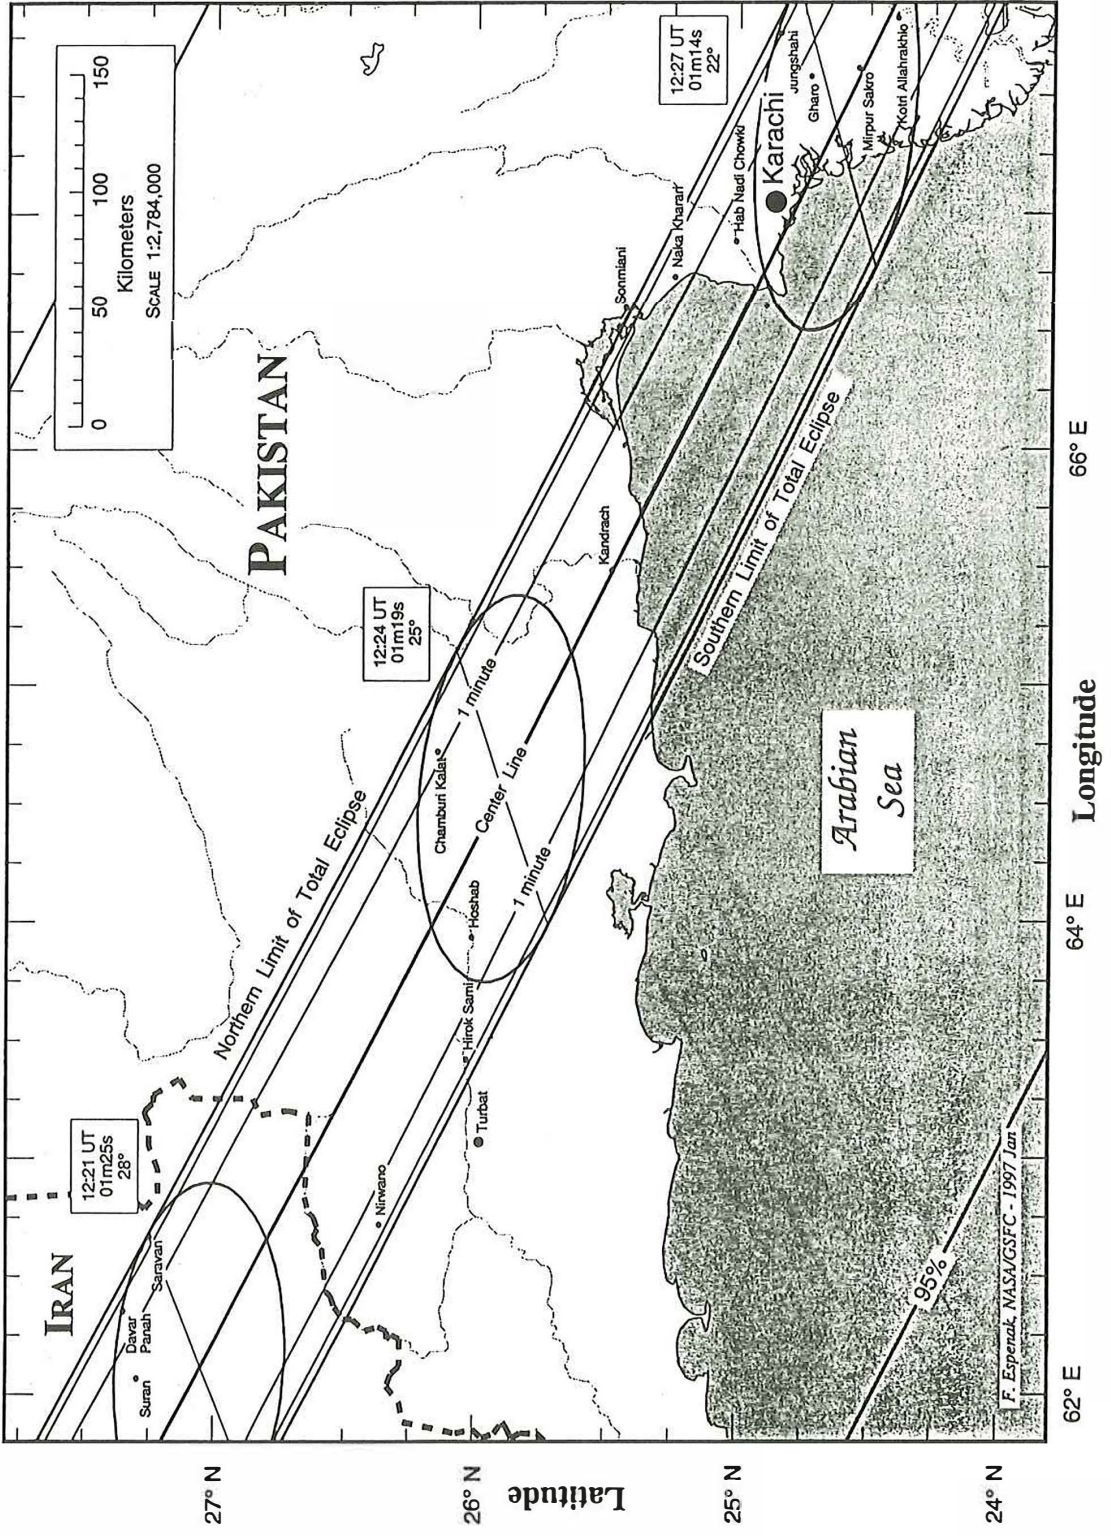 IRAN
PAKISTAN
0 50 100 150
Kilometers
SCALE 1:2,784,000
12:21 UT
01m25s
28°
12:24 UT
01m19s
25°
12:27 UT
01m14s
22°
Northern Limit of Total Eclipse
1 minute
Center Line
1 minute
Southern Limit of Total Eclipse
Suran
Davar
Panah
Saravan
Nirwano
Turbat
Hirok Sami
Hoshab
Chamburi Kalat
Kandrach
Sonmiani
Naka Kharari
Hab Nadi Chowki
Karachi
Jungshahi
Gharo
Mirpur Sakro
Kotri Allahrakhio
Arabian
Sea
95%
F. Espenak, NASA/GSFC - 1997 Jan
27° N
26° N
25° N
24° N
Latitude
62° E
64° E
66° E
Longitude